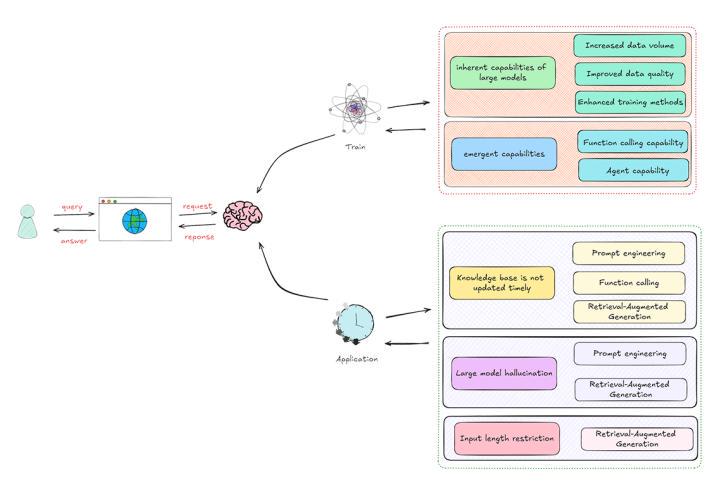 query
answer
request
reponse
Train
Application
inherent capabilities of
large models
Increased data volume
Improved data quality
Enhanced training methods
emergent capabilities
Function calling capability
Agent capability
Knowledge base is not
updated timely
Prompt engineering
Function calling
Retrieval-Augmented
Generation
Large model hallucination
Prompt engineering
Retrieval-Augmented
Generation
Input length restriction
Retrieval-Augmented
Generation